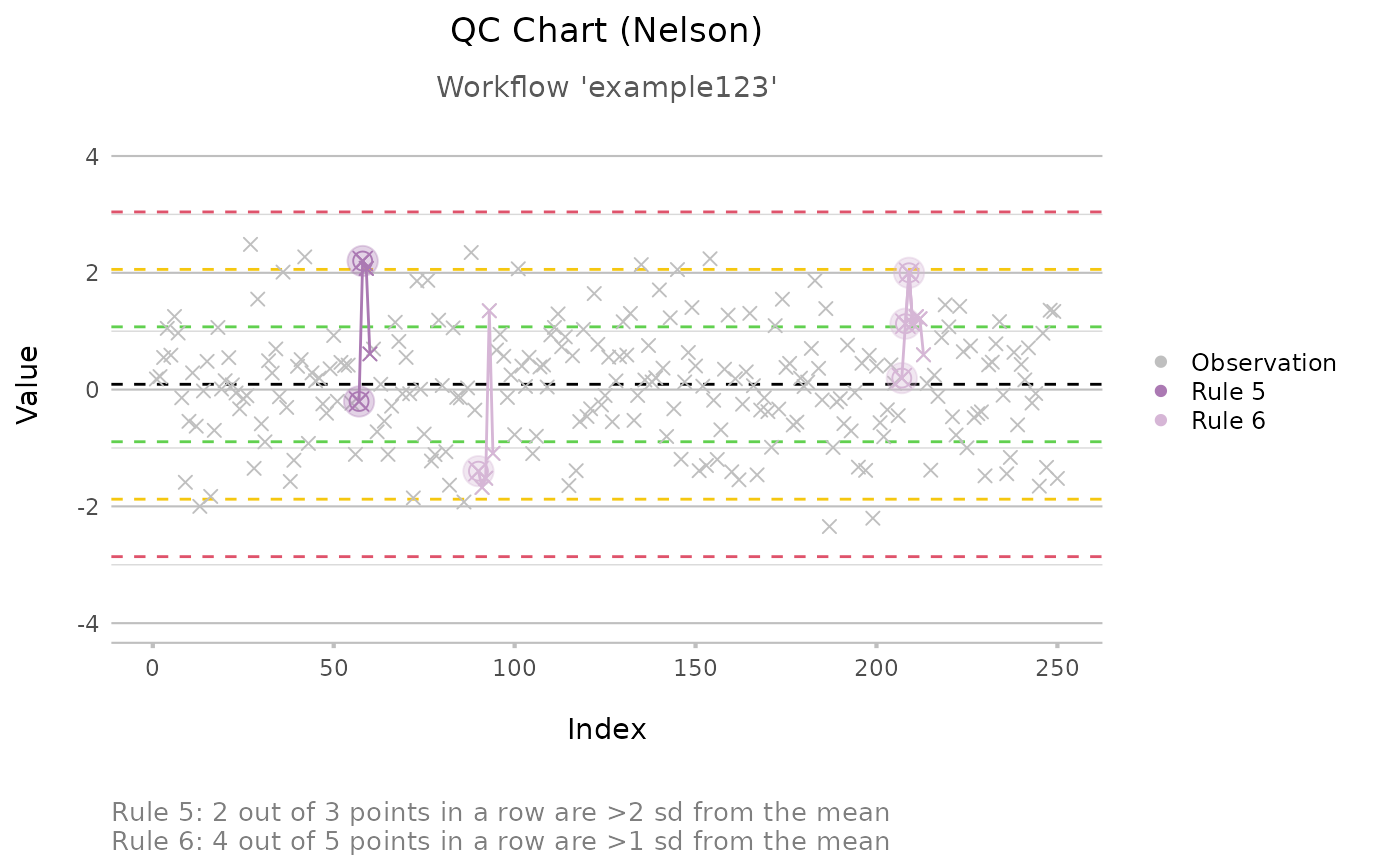 QC Chart (Nelson)
Workflow 'example123'
Value
4
2
0
-2
-4
0 50 100 150 200 250
Index
Observation
Rule 5
Rule 6
Rule 5: 2 out of 3 points in a row are >2 sd from the mean
Rule 6: 4 out of 5 points in a row are >1 sd from the mean